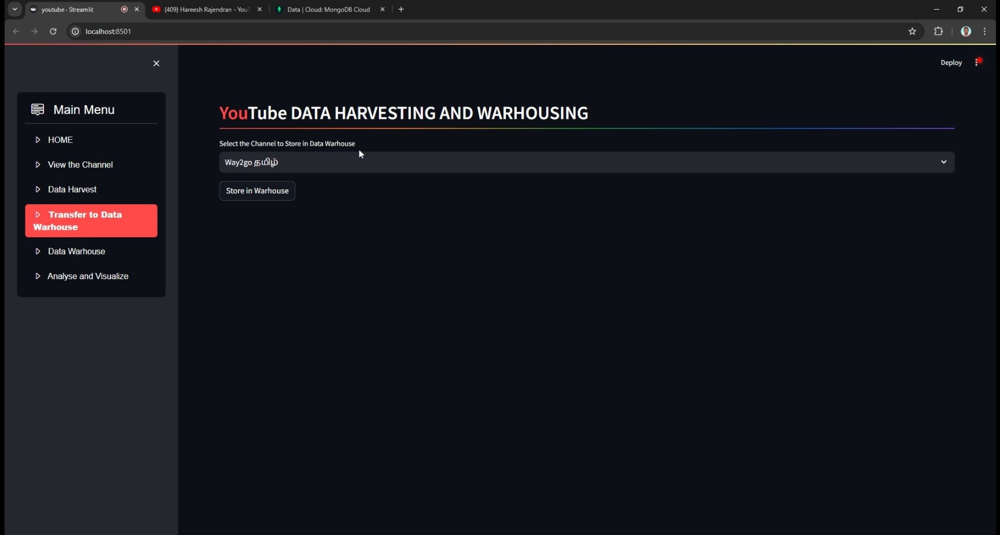 youtube · Streamlit
(409) Hareesh Rajendran - YouT
Data | Cloud: MongoDB Cloud
localhost:8501
Deploy
Main Menu
HOME
View the Channel
Data Harvest
Transfer to Data
Warhouse
Data Warhouse
Analyse and Visualize
YouTube DATA HARVESTING AND WARHOUSING
Select the Channel to Store in Data Warhouse
Way2go தமிழ்
Store in Warhouse